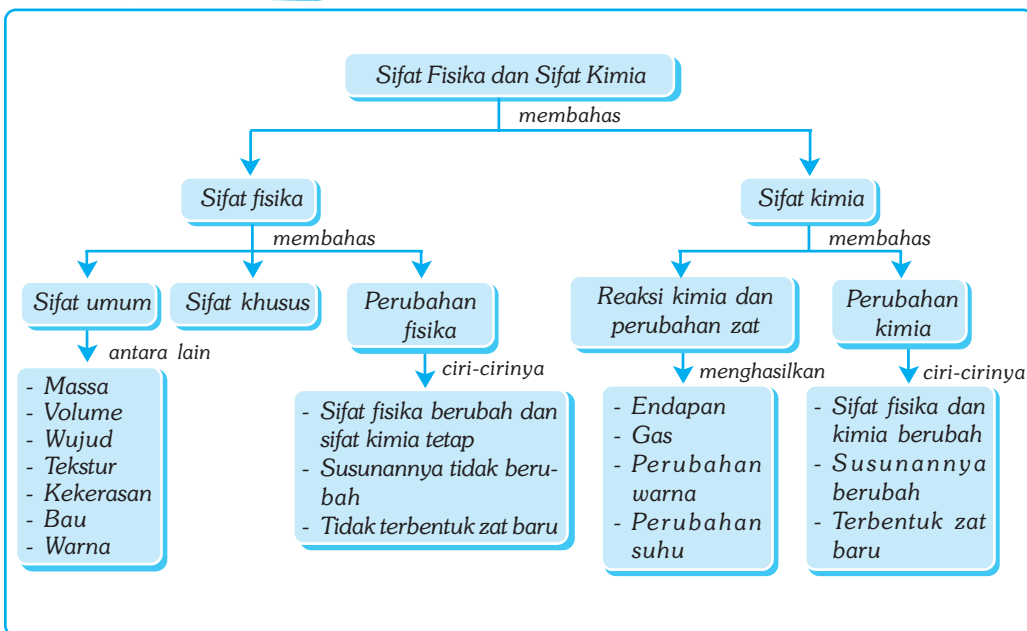 Sifat Fisika dan Sifat Kimia
membahas
Sifat fisika
membahas
Sifat umum
antara lain
- Massa
- Volume
- Wujud
- Tekstur
- Kekerasan
- Bau
- Warna
Sifat khusus
Perubahan
fisika
ciri-cirinya
- Sifat fisika berubah dan
sifat kimia tetap
- Susunannya tidak beru-
bah
- Tidak terbentuk zat baru
Sifat kimia
membahas
Reaksi kimia dan
perubahan zat
menghasilkan
- Endapan
- Gas
- Perubahan
warna
- Perubahan
suhu
Perubahan
kimia
ciri-cirinya
- Sifat fisika dan
kimia berubah
- Susunannya
berubah
- Terbentuk zat
baru